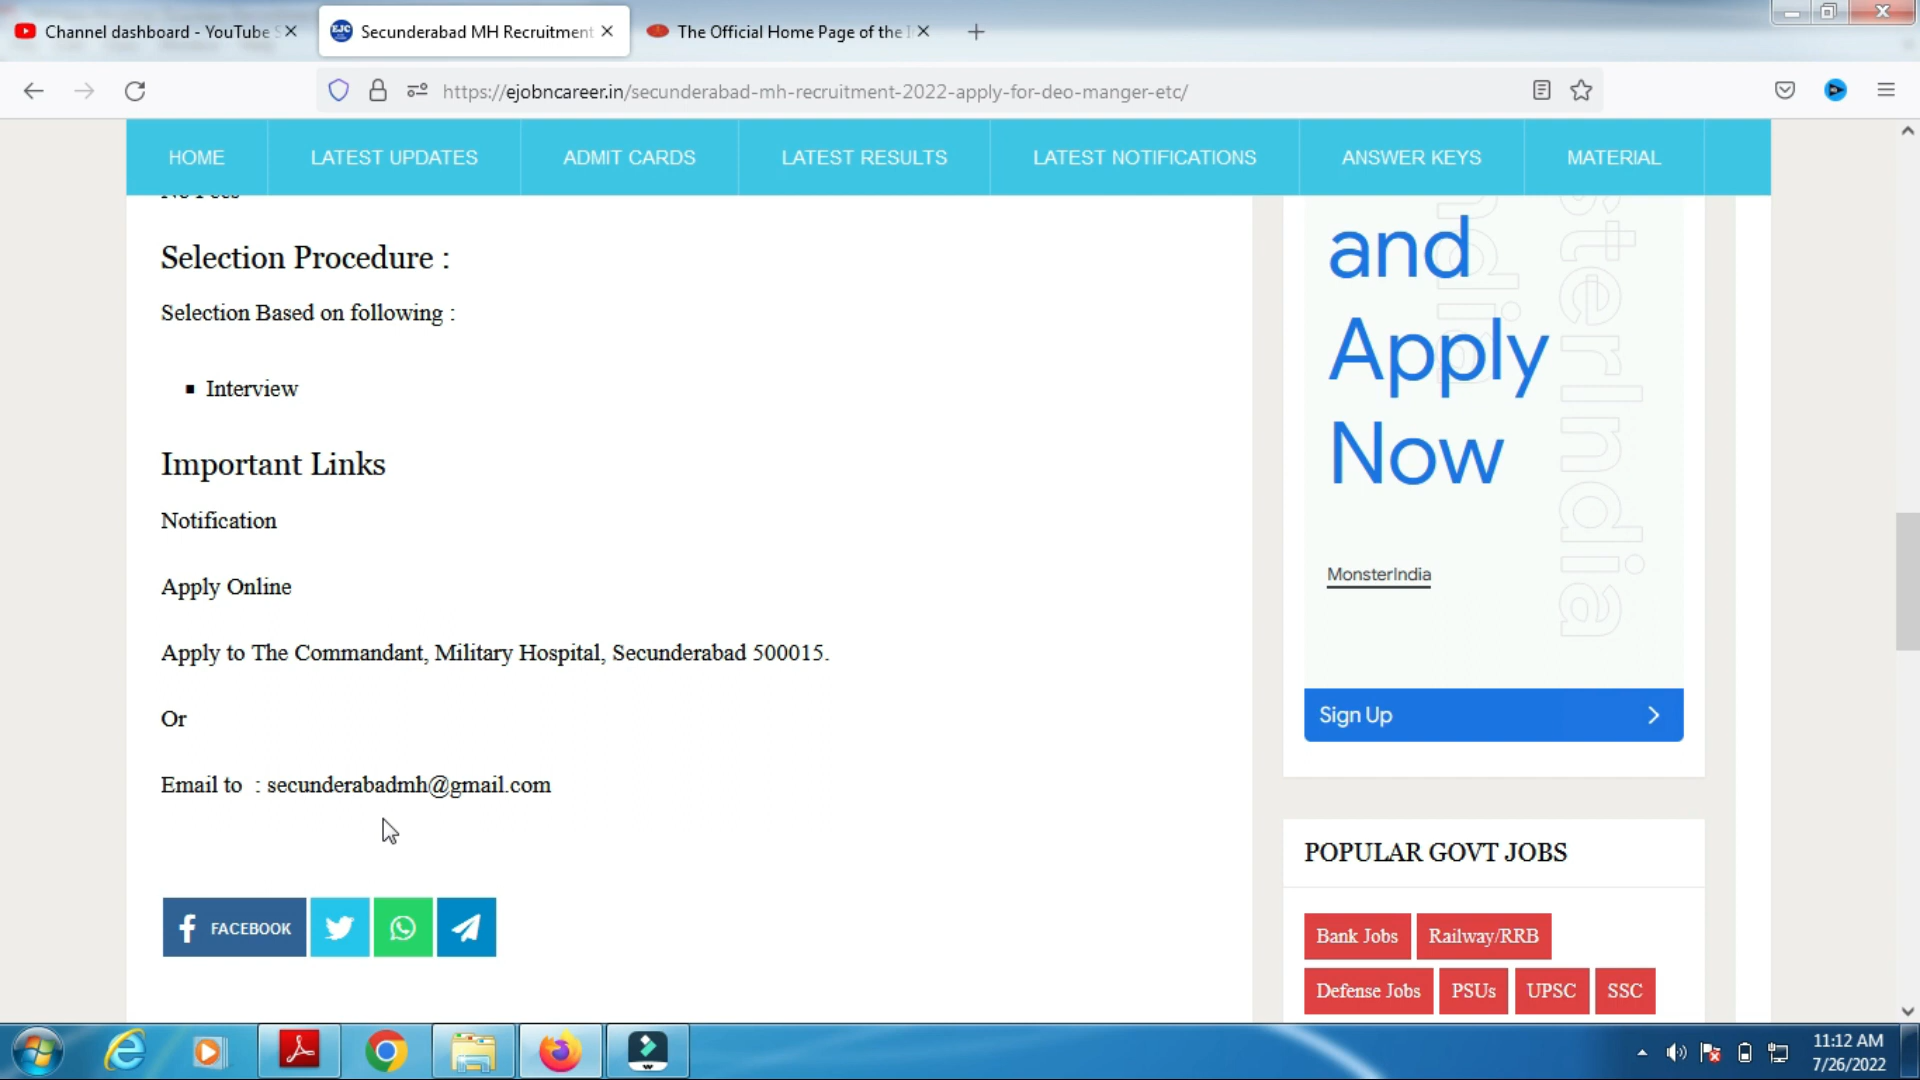 Channel dashboard - YouTube S
Secunderabad MH Recruitment
The Official Home Page of the I
https://ejobncareer.in/secunderabad-mh-recruitment-2022-apply-for-deo-manger-etc/
HOME
LATEST UPDATES
ADMIT CARDS
LATEST RESULTS
LATEST NOTIFICATIONS
ANSWER KEYS
MATERIAL
No Fees
Selection Procedure :
Selection Based on following :
Interview
Important Links
Notification
Apply Online
Apply to The Commandant, Military Hospital, Secunderabad 500015.
Or
Email to : secunderabadmh@gmail.com
FACEBOOK
and
Apply
Now
MonsterIndia
Sign Up
POPULAR GOVT JOBS
Bank Jobs
Railway/RRB
Defense Jobs
PSUs
UPSC
SSC
11:12 AM
7/26/2022